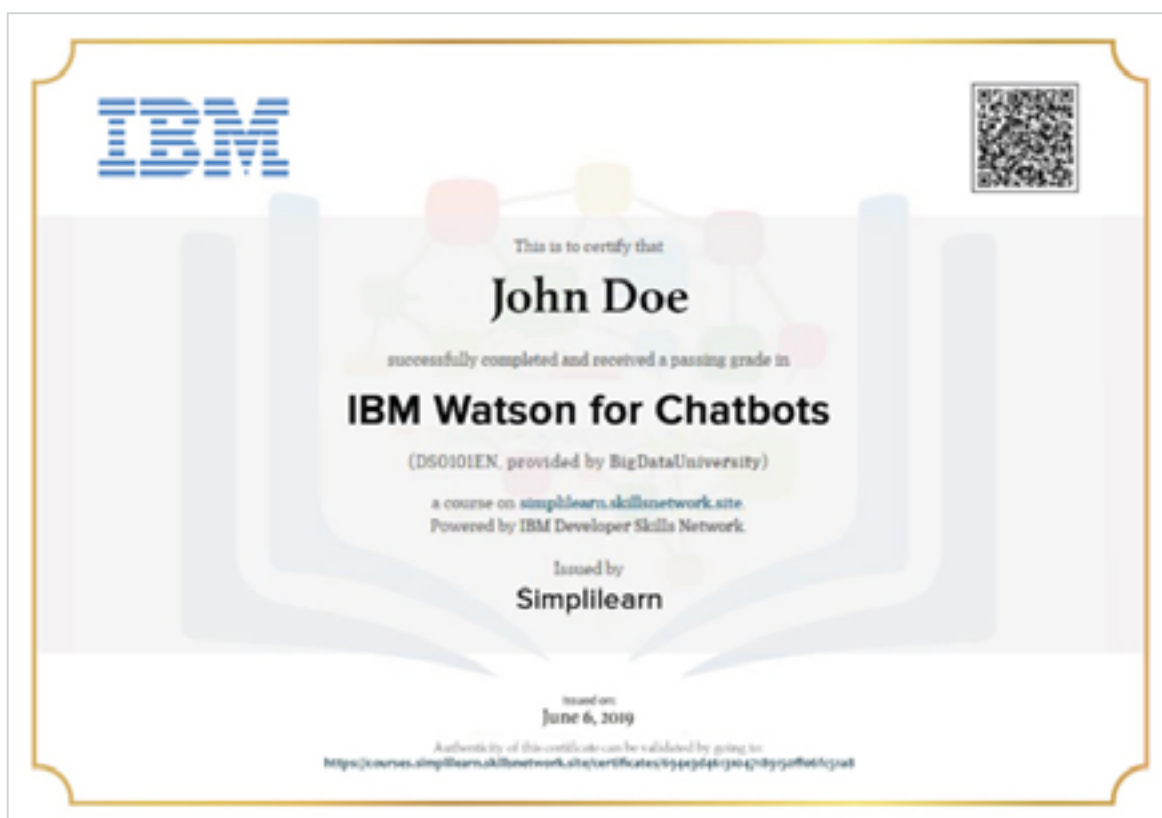 IBM
This is to certify that
John Doe
successfully completed and received a passing grade in
IBM Watson for Chatbots
(DS0101EN, provided by BigDataUniversity)
a course on simplilearn.skillsnetwork.site
Powered by IBM Developer Skills Network.
Issued by
Simplilearn
Issued on:
June 6, 2019
Authenticity of this certificate can be validated by going to: